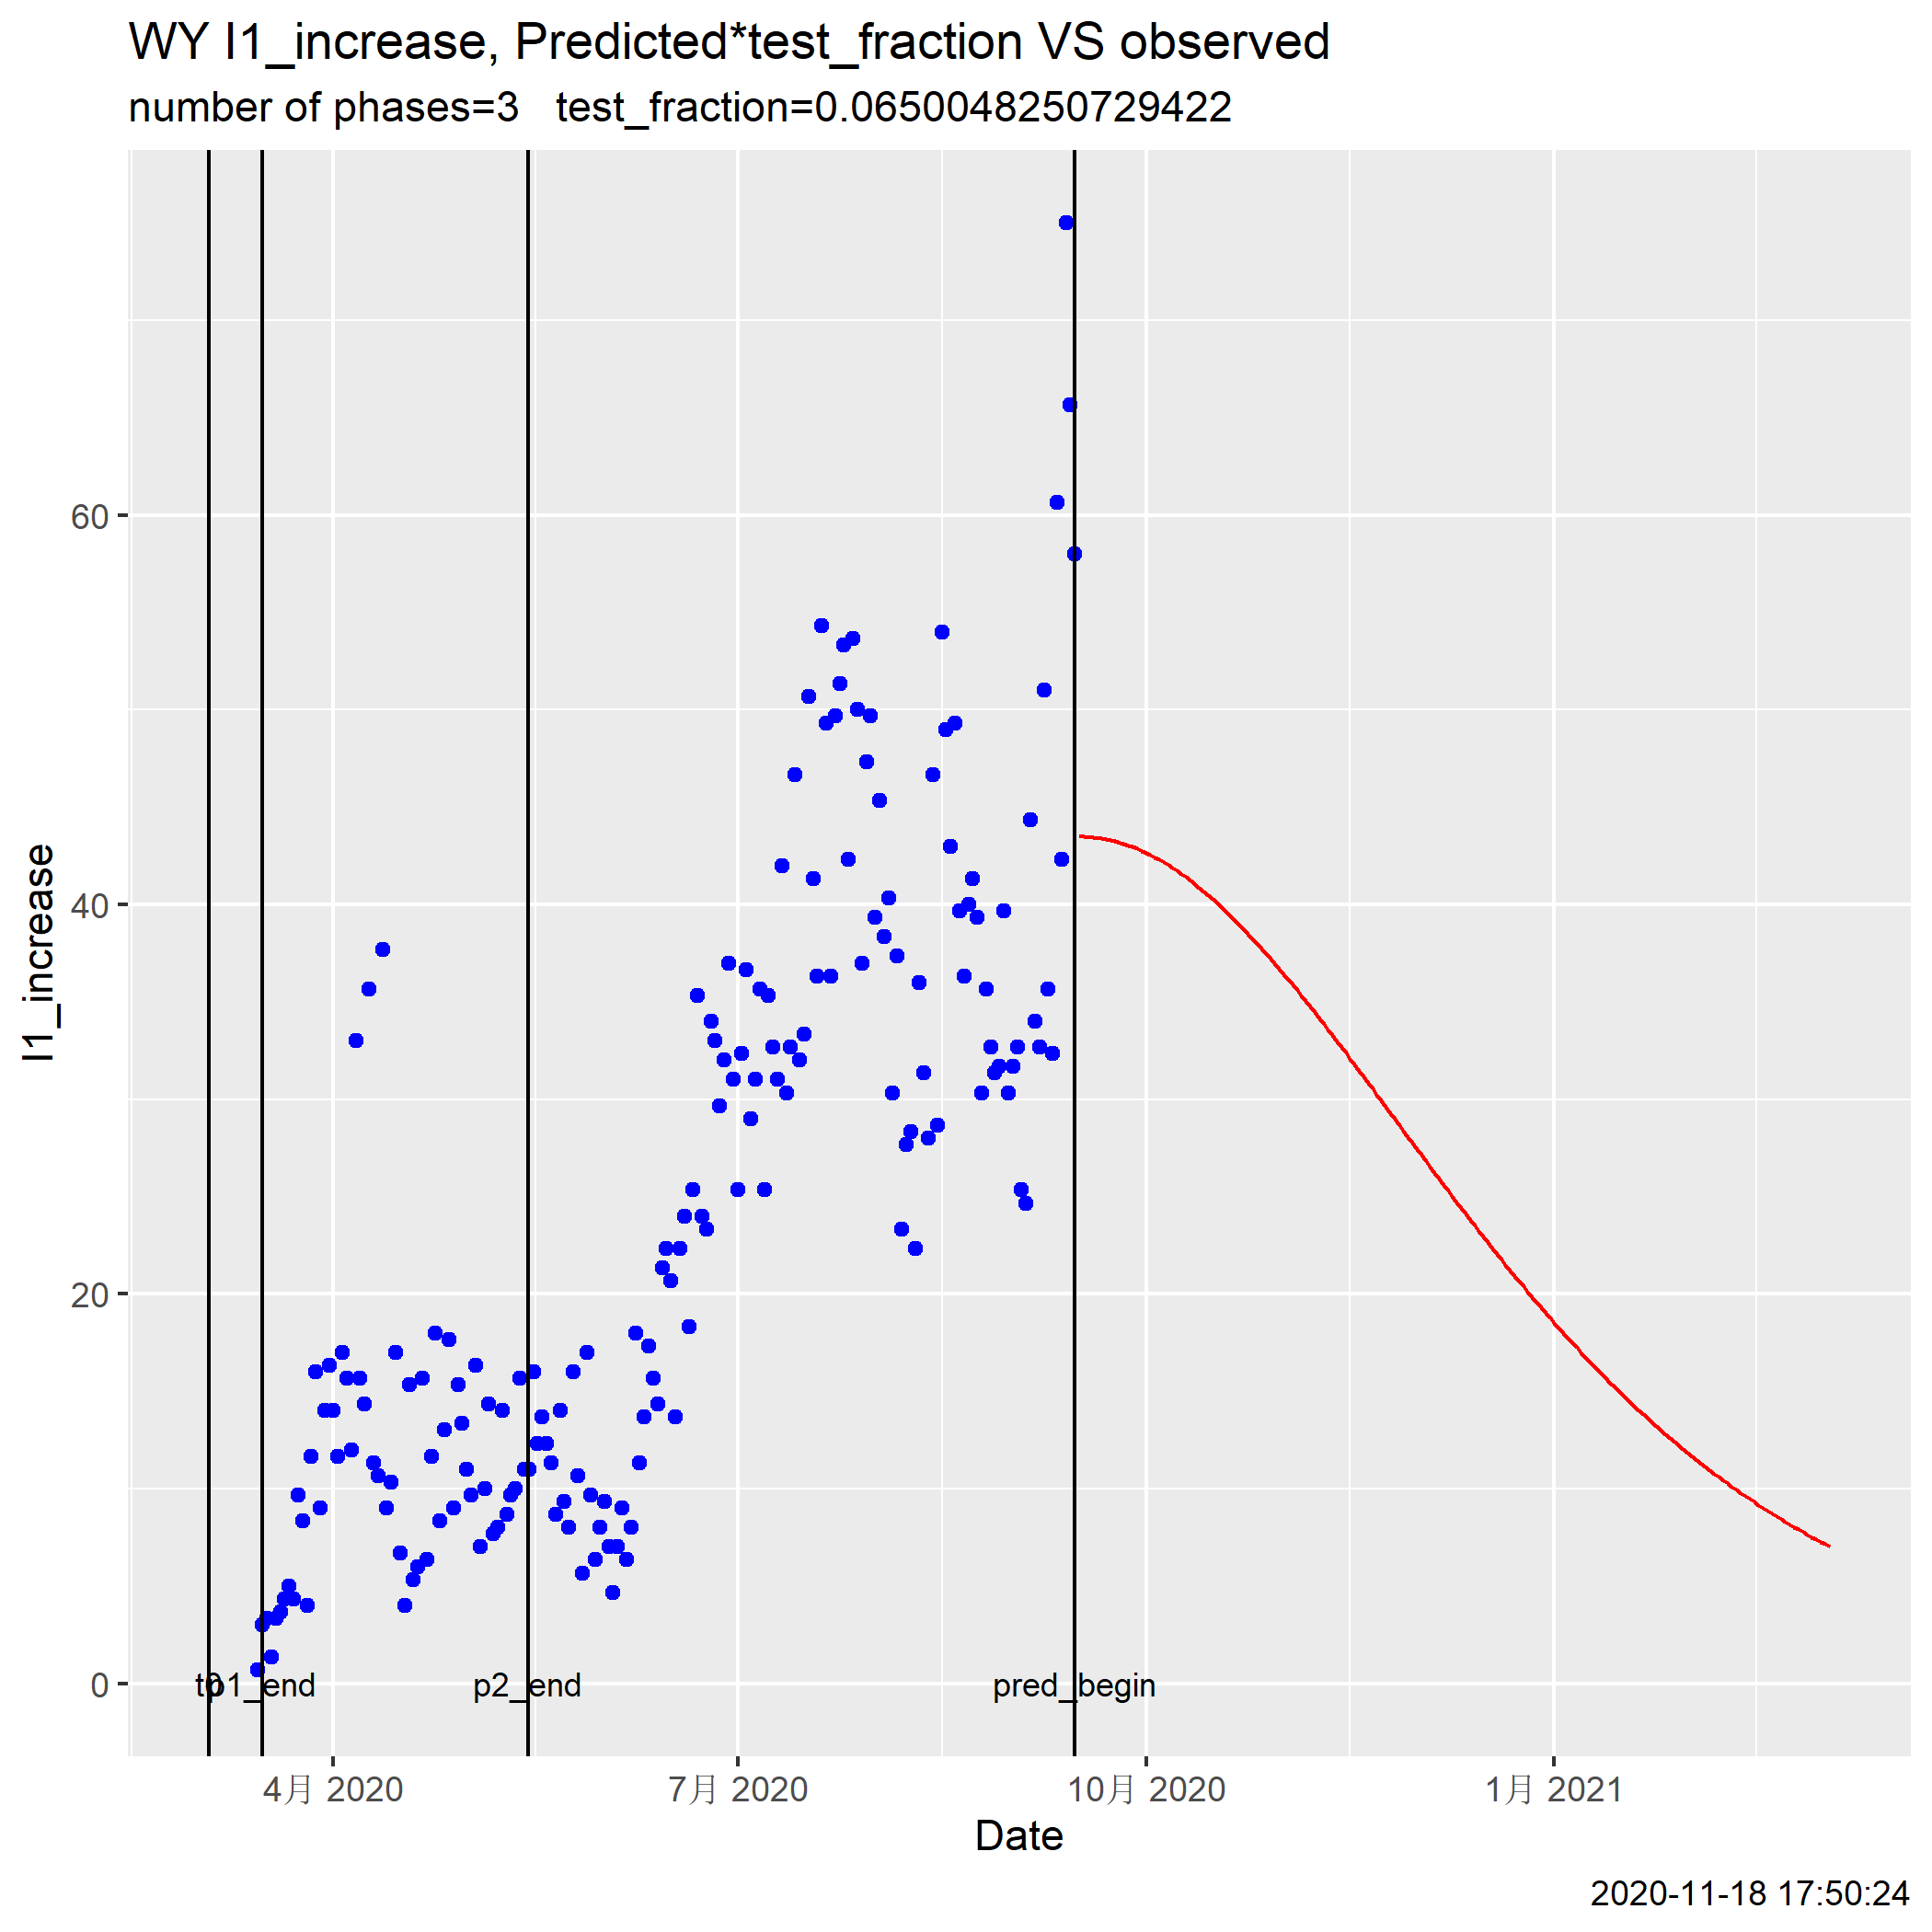 WY I1_increase, Predicted*test_fraction VS observed
number of phases=3   test_fraction=0.0650048250729422
I1_increase
60
40
20
0
t0
p1_end
p2_end
pred_begin
4月 2020
7月 2020
10月 2020
1月 2021
Date
2020-11-18 17:50:24